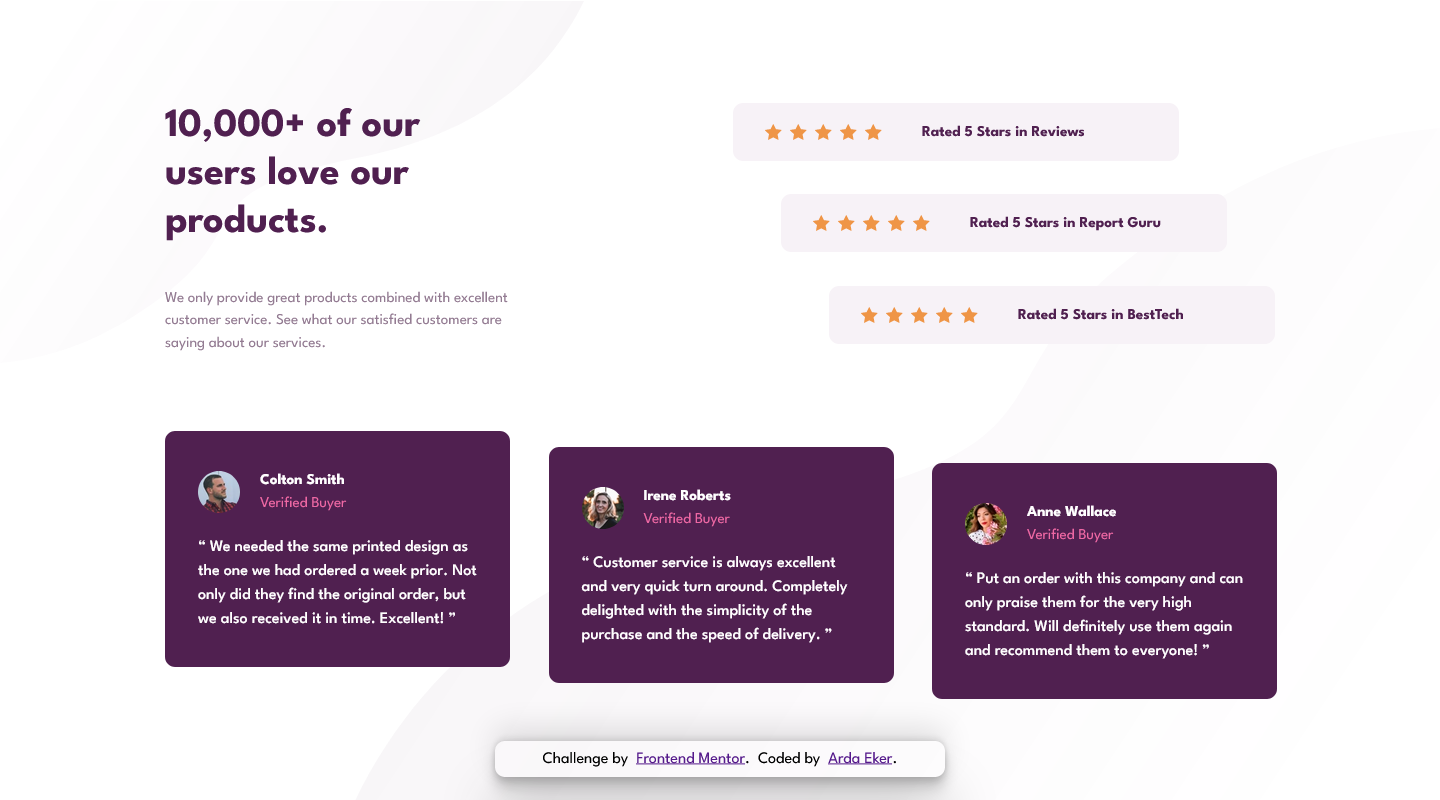 10,000+ of our
users love our
products.
We only provide great products combined with excellent
customer service. See what our satisfied customers are
saying about our services.
Rated 5 Stars in Reviews
Rated 5 Stars in Report Guru
Rated 5 Stars in BestTech
Colton Smith
Verified Buyer
“ We needed the same printed design as
the one we had ordered a week prior. Not
only did they find the original order, but
we also received it in time. Excellent! ”
Irene Roberts
Verified Buyer
“ Customer service is always excellent
and very quick turn around. Completely
delighted with the simplicity of the
purchase and the speed of delivery. ”
Anne Wallace
Verified Buyer
“ Put an order with this company and can
only praise them for the very high
standard. Will definitely use them again
and recommend them to everyone! ”
Challenge by Frontend Mentor. Coded by Arda Eker.